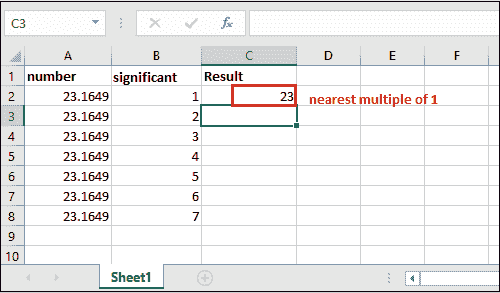 C3 fx
A B C D E F
1 number significant Result
2 23.1649 1 23 nearest multiple of 1
3 23.1649 2
4 23.1649 3
5 23.1649 4
6 23.1649 5
7 23.1649 6
8 23.1649 7
9
10
Sheet1